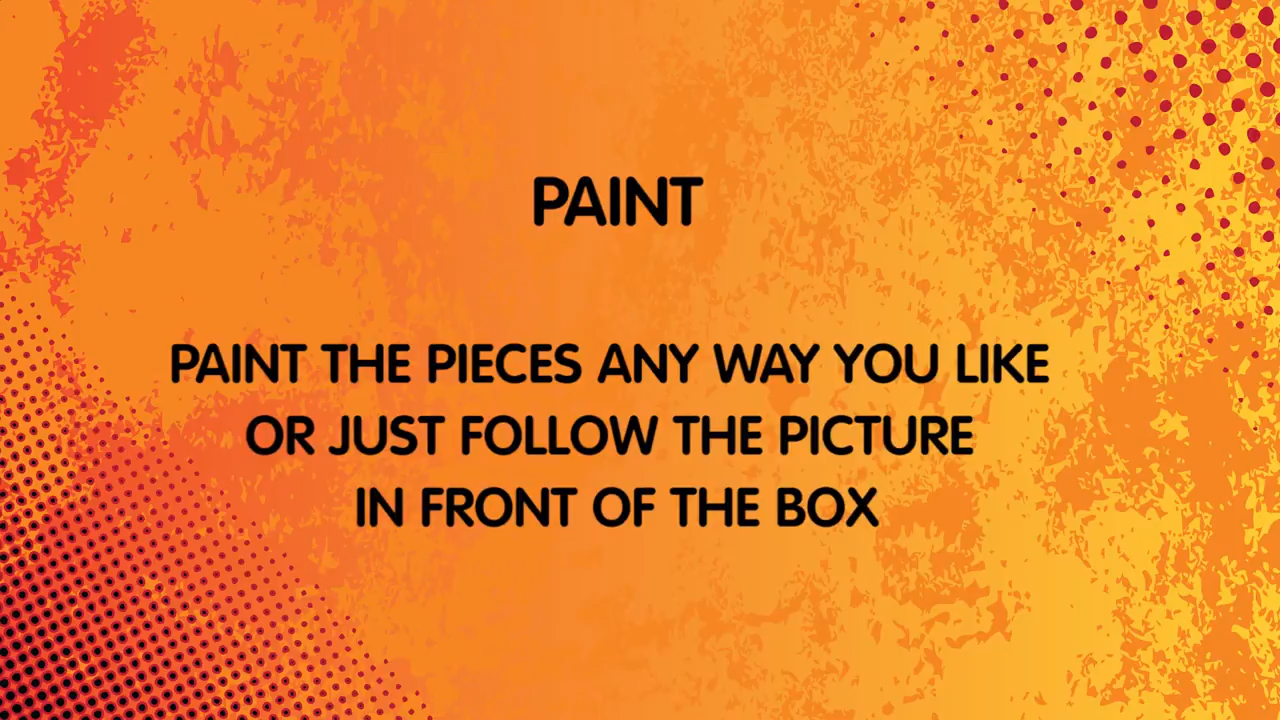 PAINT
PAINT THE PIECES ANY WAY YOU LIKE
OR JUST FOLLOW THE PICTURE
IN FRONT OF THE BOX